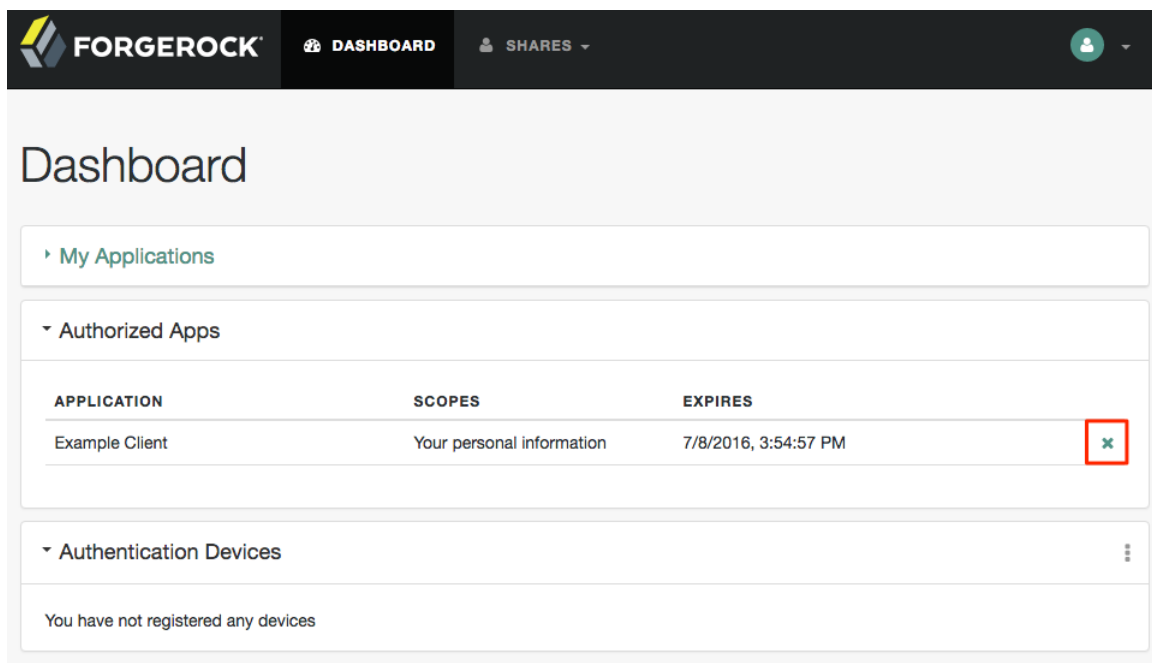 FORGEROCK
DASHBOARD
SHARES
Dashboard
My Applications
Authorized Apps
APPLICATION SCOPES EXPIRES
Example Client Your personal information 7/8/2016, 3:54:57 PM
Authentication Devices
You have not registered any devices